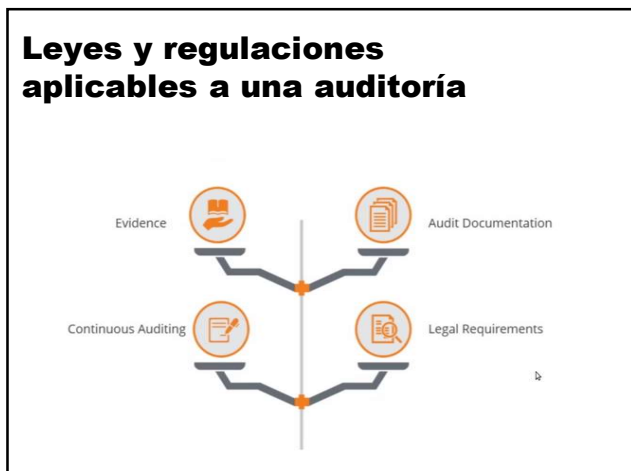 Leyes y regulaciones
aplicables a una auditoría
Evidence
Audit Documentation
Continuous Auditing
Legal Requirements